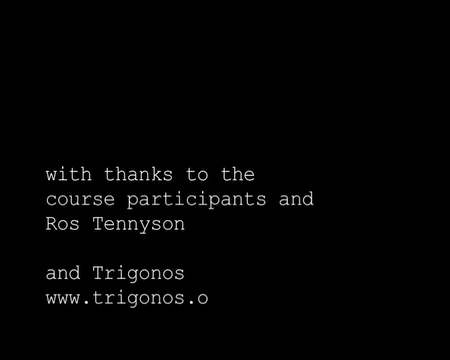 with thanks to the
course participants and
Ros Tennyson
and Trigonos
www.trigonos.o